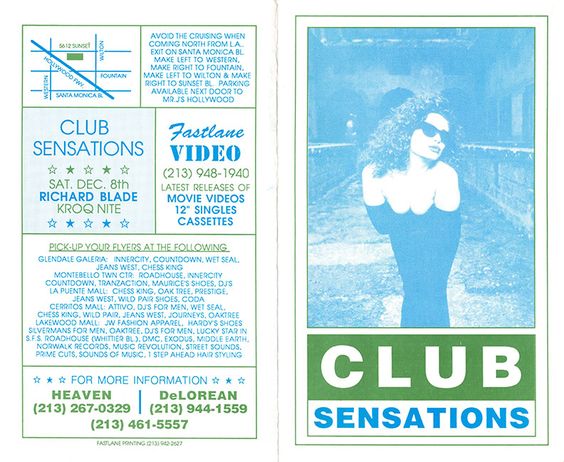 5612 SUNSET
WILTON
HOLLYWOOD FWY.
WESTERN
FOUNTAIN
SANTA MONICA BL.
AVOID THE CRUISING WHEN
COMING NORTH FROM L.A..
EXIT ON SANTA MONICA BL.
MAKE LEFT TO WESTERN,
MAKE RIGHT TO FOUNTAIN,
MAKE LEFT TO WILTON & MAKE
RIGHT TO SUNSET BL. PARKING
AVAILABLE NEXT DOOR TO
MR.J'S HOLLYWOOD
CLUB
SENSATIONS
SAT. DEC. 8th
RICHARD BLADE
KROQ NITE
Fastlane
VIDEO
(213) 948-1940
LATEST RELEASES OF
MOVIE VIDEOS
12" SINGLES
CASSETTES
PICK-UP YOUR FLYERS AT THE FOLLOWING
GLENDALE GALERIA: INNERCITY, COUNTDOWN, WET SEAL,
JEANS WEST, CHESS KING
MONTEBELLO TWN CTR: ROADHOUSE, INNERCITY
COUNTDOWN, TRANZACTION, MAURICE'S SHOES, DJ'S
LA PUENTE MALL: CHESS KING, OAK TREE, PRESTIGE,
JEANS WEST, WILD PAIR SHOES, CODA
CERRITOS MALL: ATTIVO, DJ'S FOR MEN, WET SEAL,
CHESS KING, WILD PAIR, JEANS WEST, JOURNEYS, OAKTREE
LAKEWOOD MALL: JW FASHION APPAREL, HARDY'S SHOES
SILVERMANS FOR MEN, OAKTREE, DJ'S FOR MEN, LUCKY STAR IN
S.F.S. ROADHOUSE (WHITTIER BL.), DMC, EXODUS, MIDDLE EARTH,
NORWALK RECORDS, MUSIC REVOLUTION, STREET SOUNDS,
PRIME CUTS, SOUNDS OF MUSIC, 1 STEP AHEAD HAIR STYLING
FOR MORE INFORMATION
HEAVEN
(213) 267-0329
DeLOREAN
(213) 944-1559
(213) 461-5557
FASTLANE PRINTING (213) 942-2627
CLUB
SENSATIONS